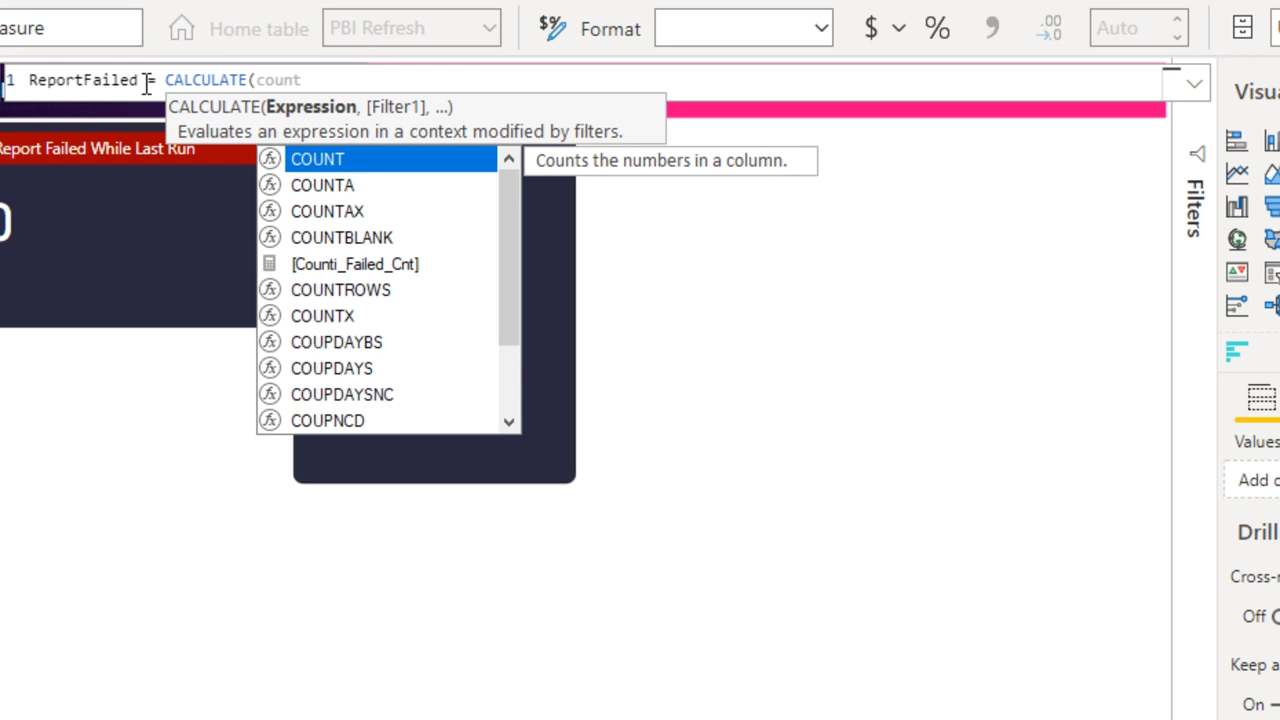 asure
Home table
PBI Refresh
Format
$
%
Auto
1 ReportFailed = CALCULATE(count
CALCULATE(Expression, [Filter1], ...)
Evaluates an expression in a context modified by filters.
Report Failed While Last Run
COUNT
Counts the numbers in a column.
COUNTA
COUNTAX
COUNTBLANK
[Counti_Failed_Cnt]
COUNTROWS
COUNTX
COUPDAYBS
COUPDAYS
COUPDAYSNC
COUPNCD
Filters
Visua
Values
Add c
Drill
Cross-r
Off
Keep a
On